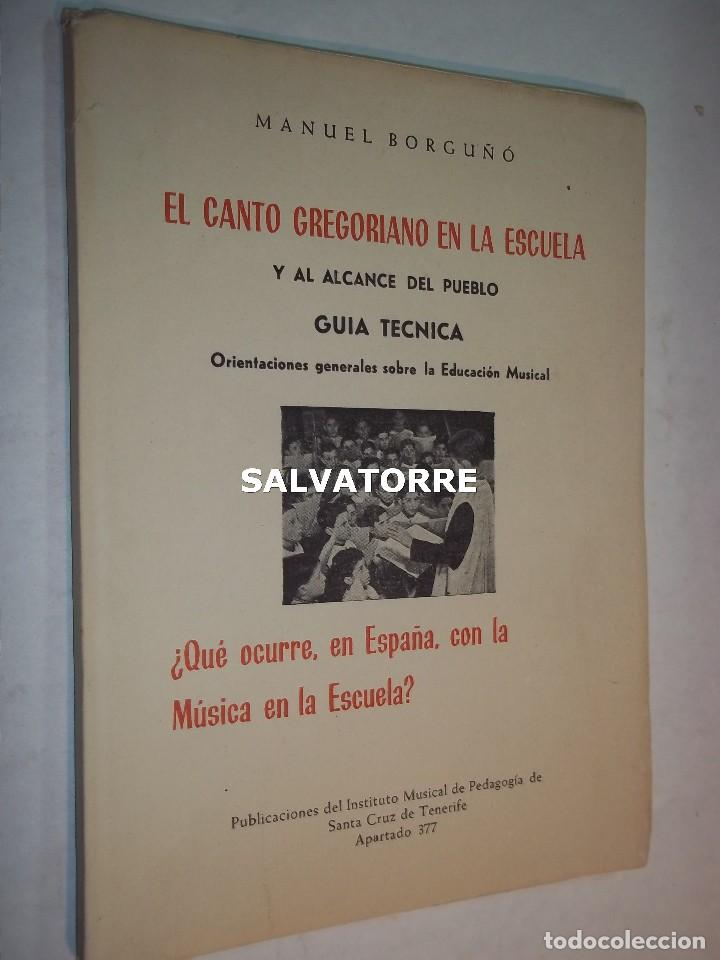 MANUEL BORGUÑÓ
EL CANTO GREGORIANO EN LA ESCUELA
Y AL ALCANCE DEL PUEBLO
GUIA TECNICA
Orientaciones generales sobre la Educación Musical
SALVATORRE
¿Qué ocurre, en España, con la
Música en la Escuela?
Publicaciones del Instituto Musical de Pedagogía de
Santa Cruz de Tenerife
Apartado 377
todocoleccion